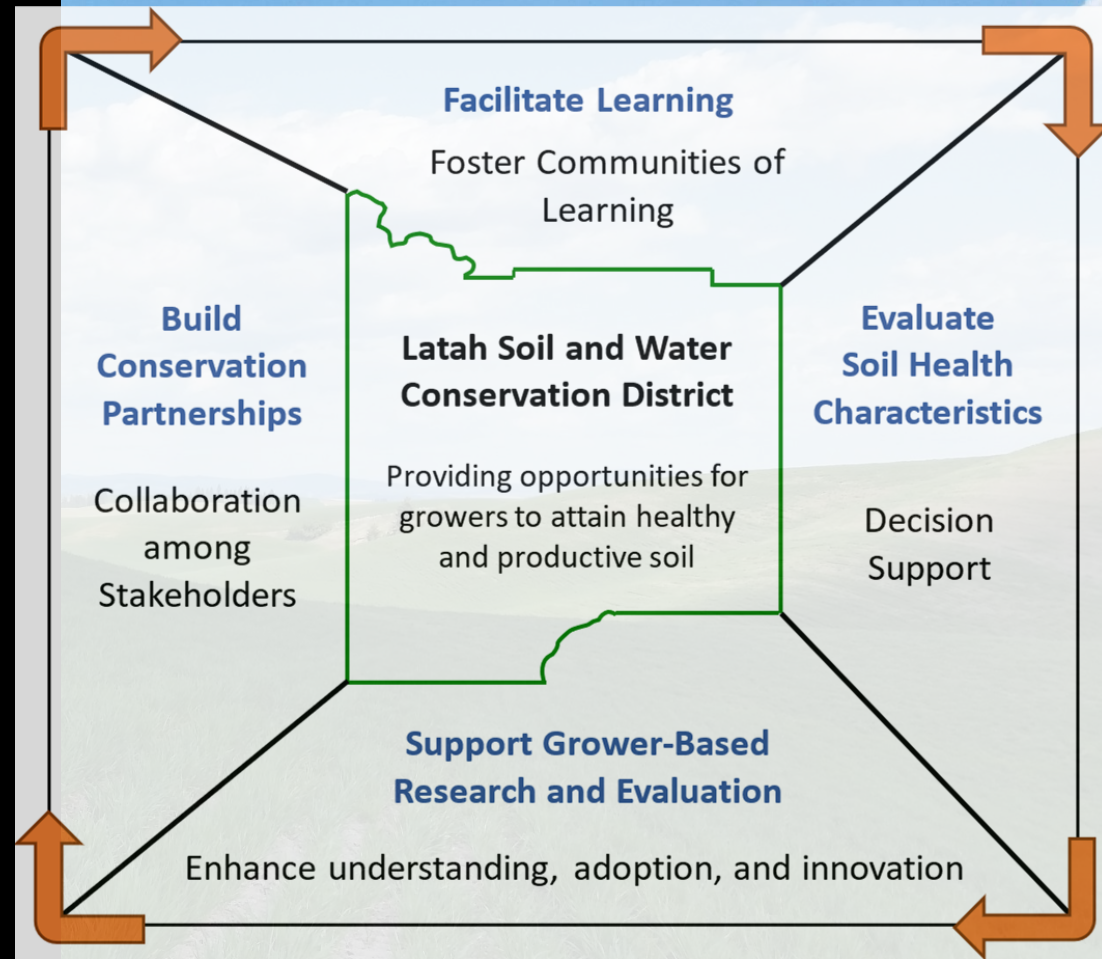 Facilitate Learning
Foster Communities of
Learning
Build
Conservation
Partnerships
Collaboration
among
Stakeholders
Latah Soil and Water
Conservation District
Providing opportunities for
growers to attain healthy
and productive soil
Evaluate
Soil Health
Characteristics
Decision
Support
Support Grower-Based
Research and Evaluation
Enhance understanding, adoption, and innovation